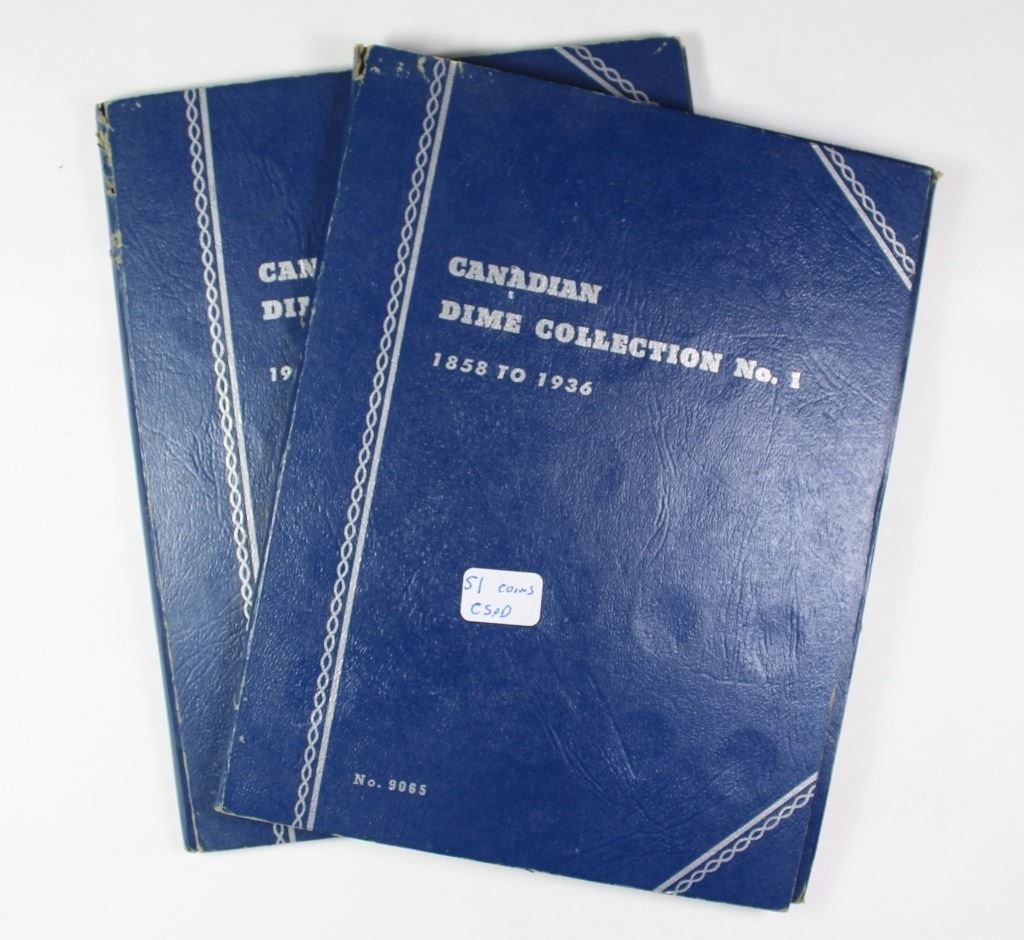 CANADIAN
DIME COLLECTION No. 1
1858 TO 1936
51 COINS
CSPD
No. 9065
CAN
DI
19